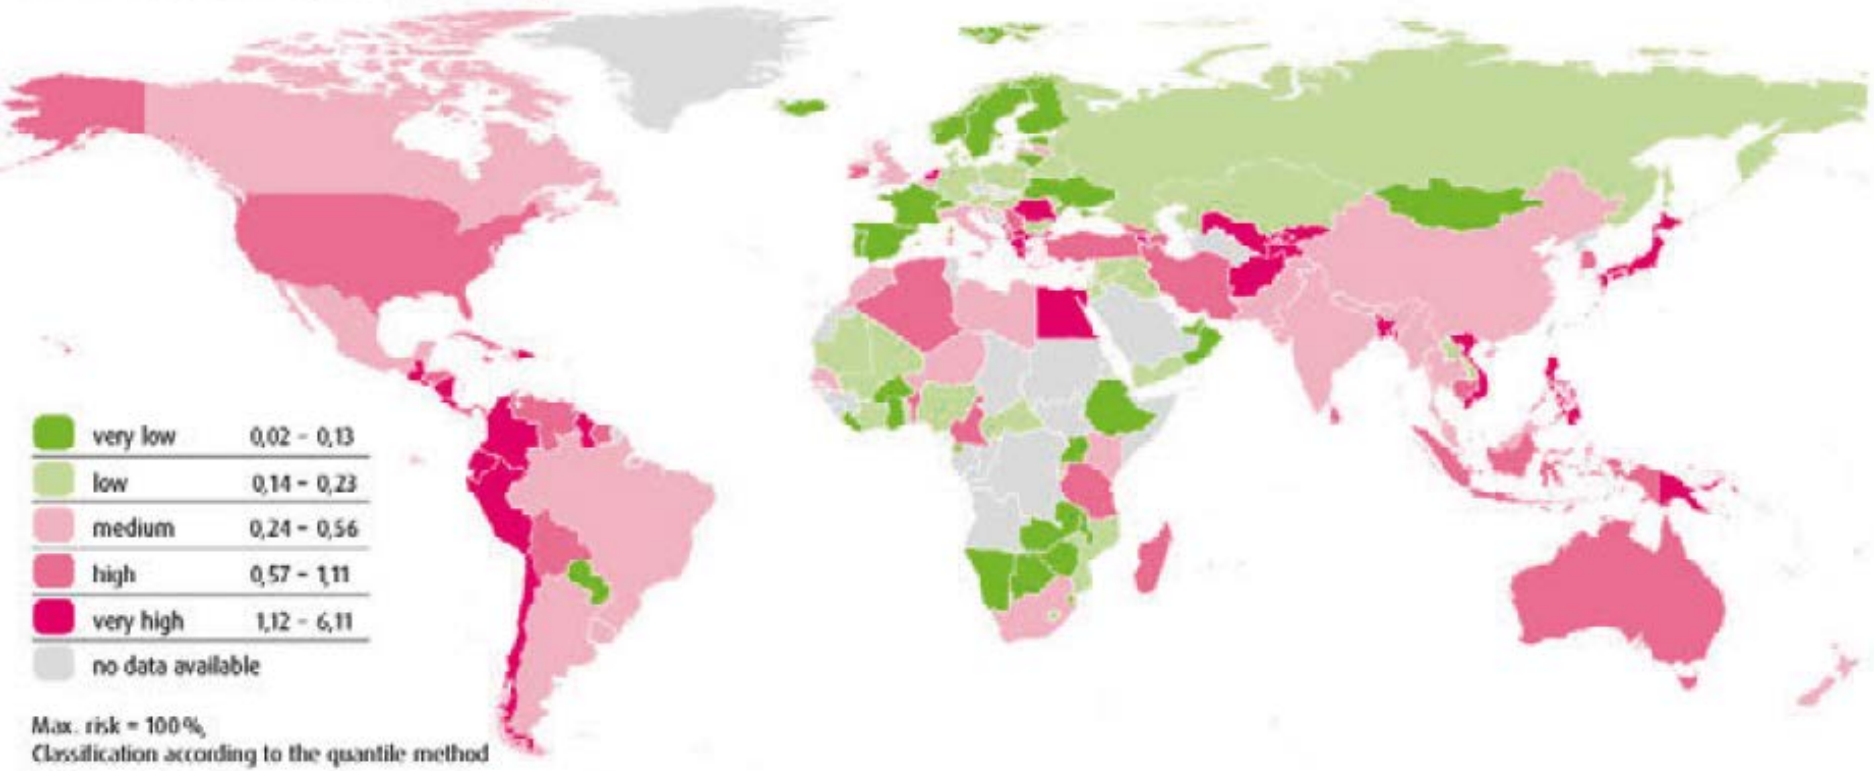 very low 0,02 – 0,13
low 0,14 – 0,23
medium 0,24 – 0,56
high 0,57 – 1,11
very high 1,12 – 6,11
no data available
Max. risk = 100 %,
Classification according to the quantile method